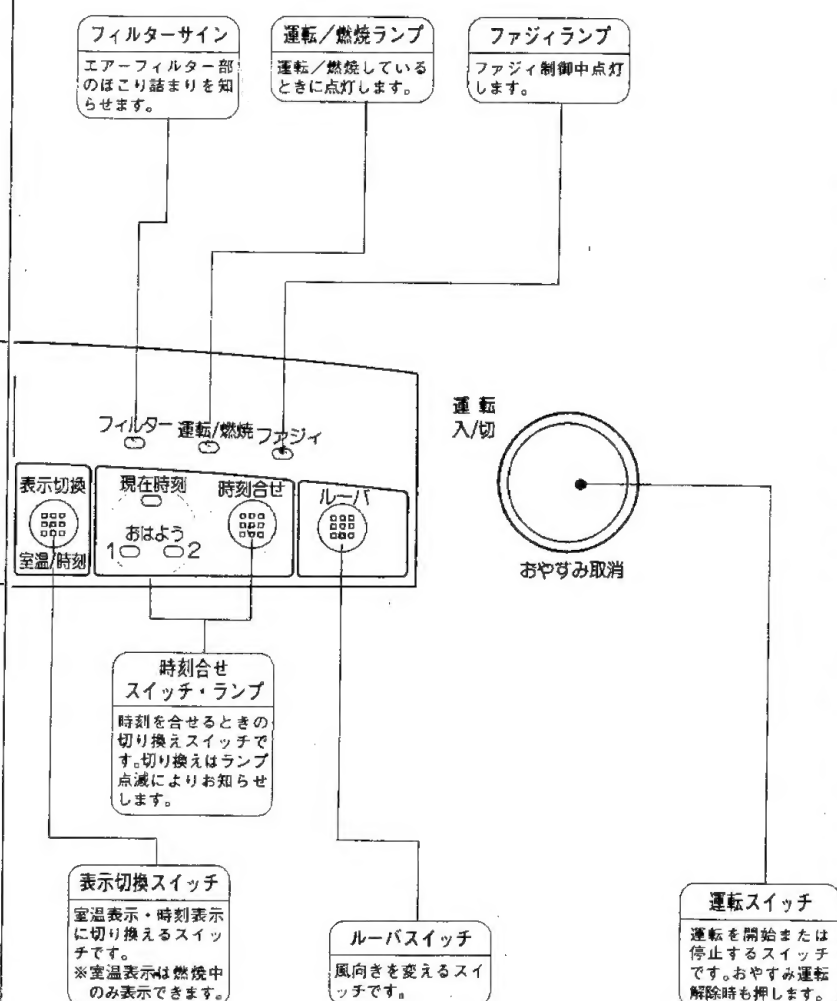 フィルターサイン
エアーフィルター部
のほこり詰まりを知
らせます。
運転／燃焼ランプ
運転／燃焼している
ときに点灯します。
ファジィランプ
ファジィ制御中点灯
します。
フィルター 運転/燃焼 ファジィ
運転
入/切
表示切換
室温/時刻
現在時刻
時刻合せ
おはよう
1 2
ルーバ
おやすみ取消
時刻合せ
スイッチ・ランプ
時刻を合せるときの
切り換えスイッチで
す。切り換えはランプ
点滅によりお知らせ
します。
表示切換スイッチ
室温表示・時刻表示
に切り換えるスイッ
チです。
※室温表示は燃焼中
のみ表示できます。
ルーバスイッチ
風向きを変えるスイ
ッチです。
運転スイッチ
運転を開始または
停止するスイッチ
です。おやすみ運転
解除時も押します。